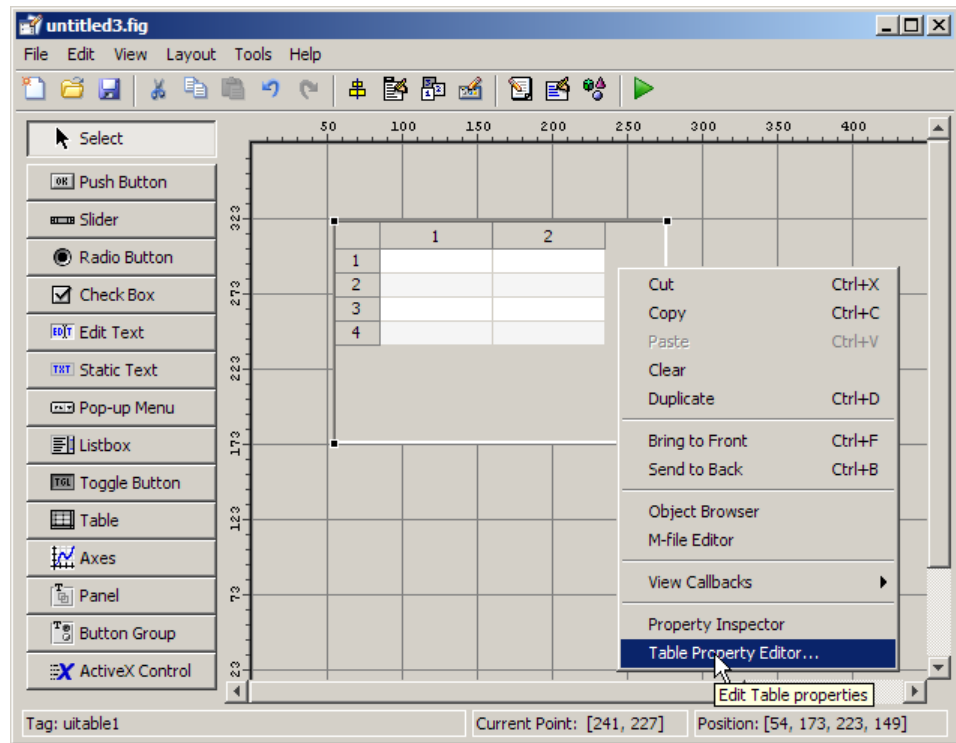 untitled3.fig
File Edit View Layout Tools Help
50 100 150 200 250 300 350 400
Select
Push Button
Slider
Radio Button
Check Box
Edit Text
Static Text
Pop-up Menu
Listbox
Toggle Button
Table
Axes
Panel
Button Group
ActiveX Control
OK
EDIT
TXT
TGL
323
273
223
173
123
73
23
1 2
1
2
3
4
Cut Ctrl+X
Copy Ctrl+C
Paste Ctrl+V
Clear
Duplicate Ctrl+D
Bring to Front Ctrl+F
Send to Back Ctrl+B
Object Browser
M-file Editor
View Callbacks
Property Inspector
Table Property Editor...
Edit Table properties
Tag: uitable1 Current Point: [241, 227] Position: [54, 173, 223, 149]